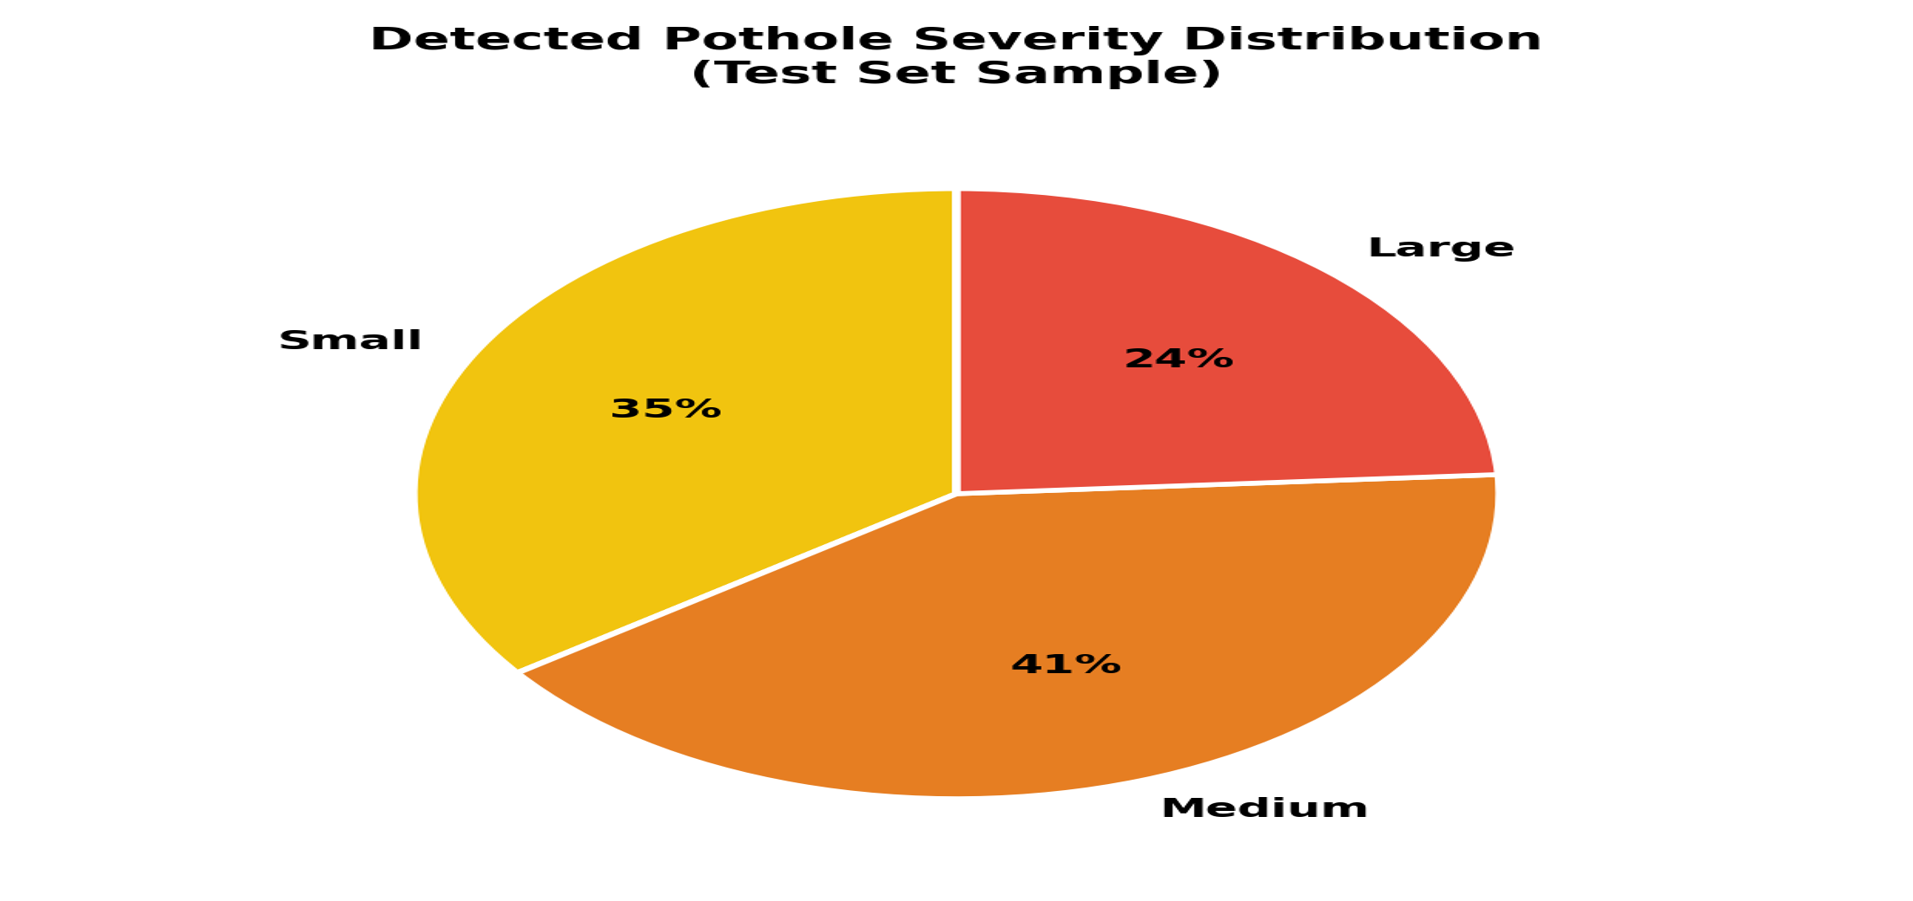 Detected Pothole Severity Distribution
(Test Set Sample)
Large
Small
24%
35%
41%
Medium